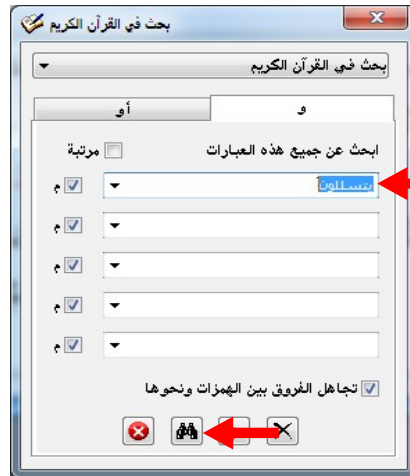 بحث في القرآن الكريم
بحث في القرآن الكريم
و
أو
ابحث عن جميع هذه العبارات
مرتبة
يتسللون
م
م
م
م
م
تجاهل الفروق بين الهمزات ونحوها